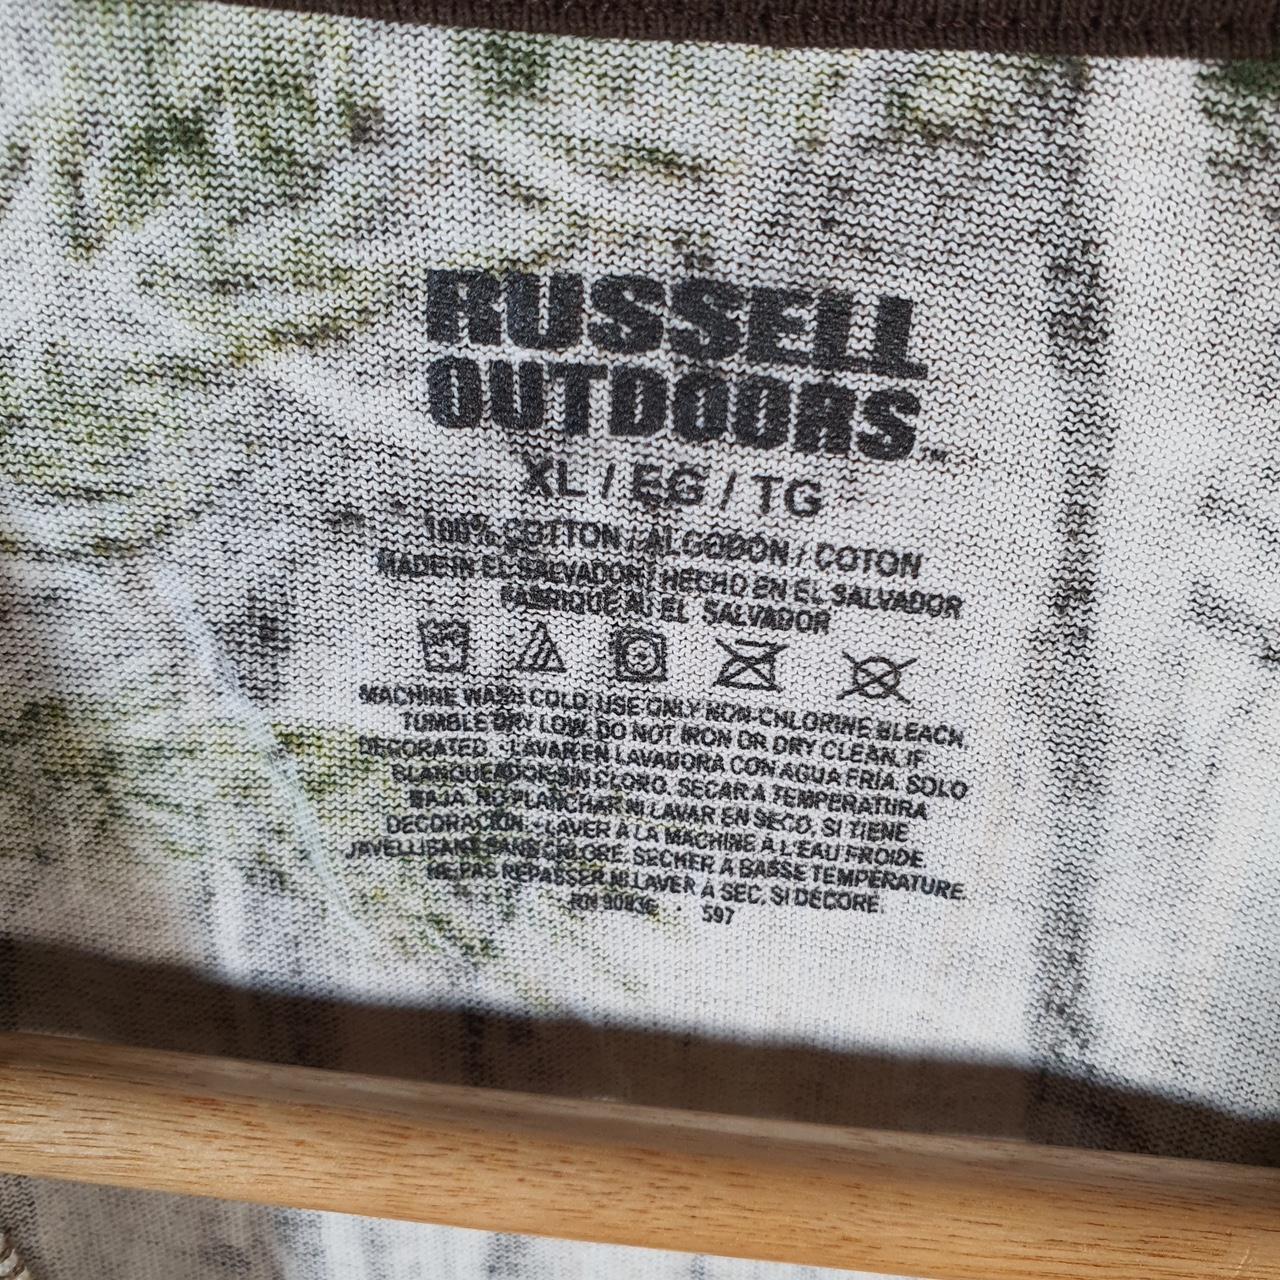 RUSSELL
OUTDOORS™
XL / EG / TG
100% COTTON / ALGODÓN / COTON
MADE IN EL SALVADOR / HECHO EN EL SALVADOR
FABRIQUÉ AU EL SALVADOR
MACHINE WASH COLD. USE ONLY NON-CHLORINE BLEACH.
TUMBLE DRY LOW. DO NOT IRON OR DRY CLEAN. IF
DECORATED. - LAVAR EN LAVADORA CON AGUA FRIA. SOLO
BLANQUEADOR SIN CLORO. SECAR A TEMPERATURA
BAJA. NO PLANCHAR NI LAVAR EN SECO, SI TIENE
DECORACIÓN. - LAVER À LA MACHINE À L'EAU FROIDE.
JAVELLISANT SANS CHLORE. SÉCHER À BASSE TEMPÉRATURE.
NE PAS REPASSER NI LAVER À SEC, SI DÉCORÉ.
RN 597